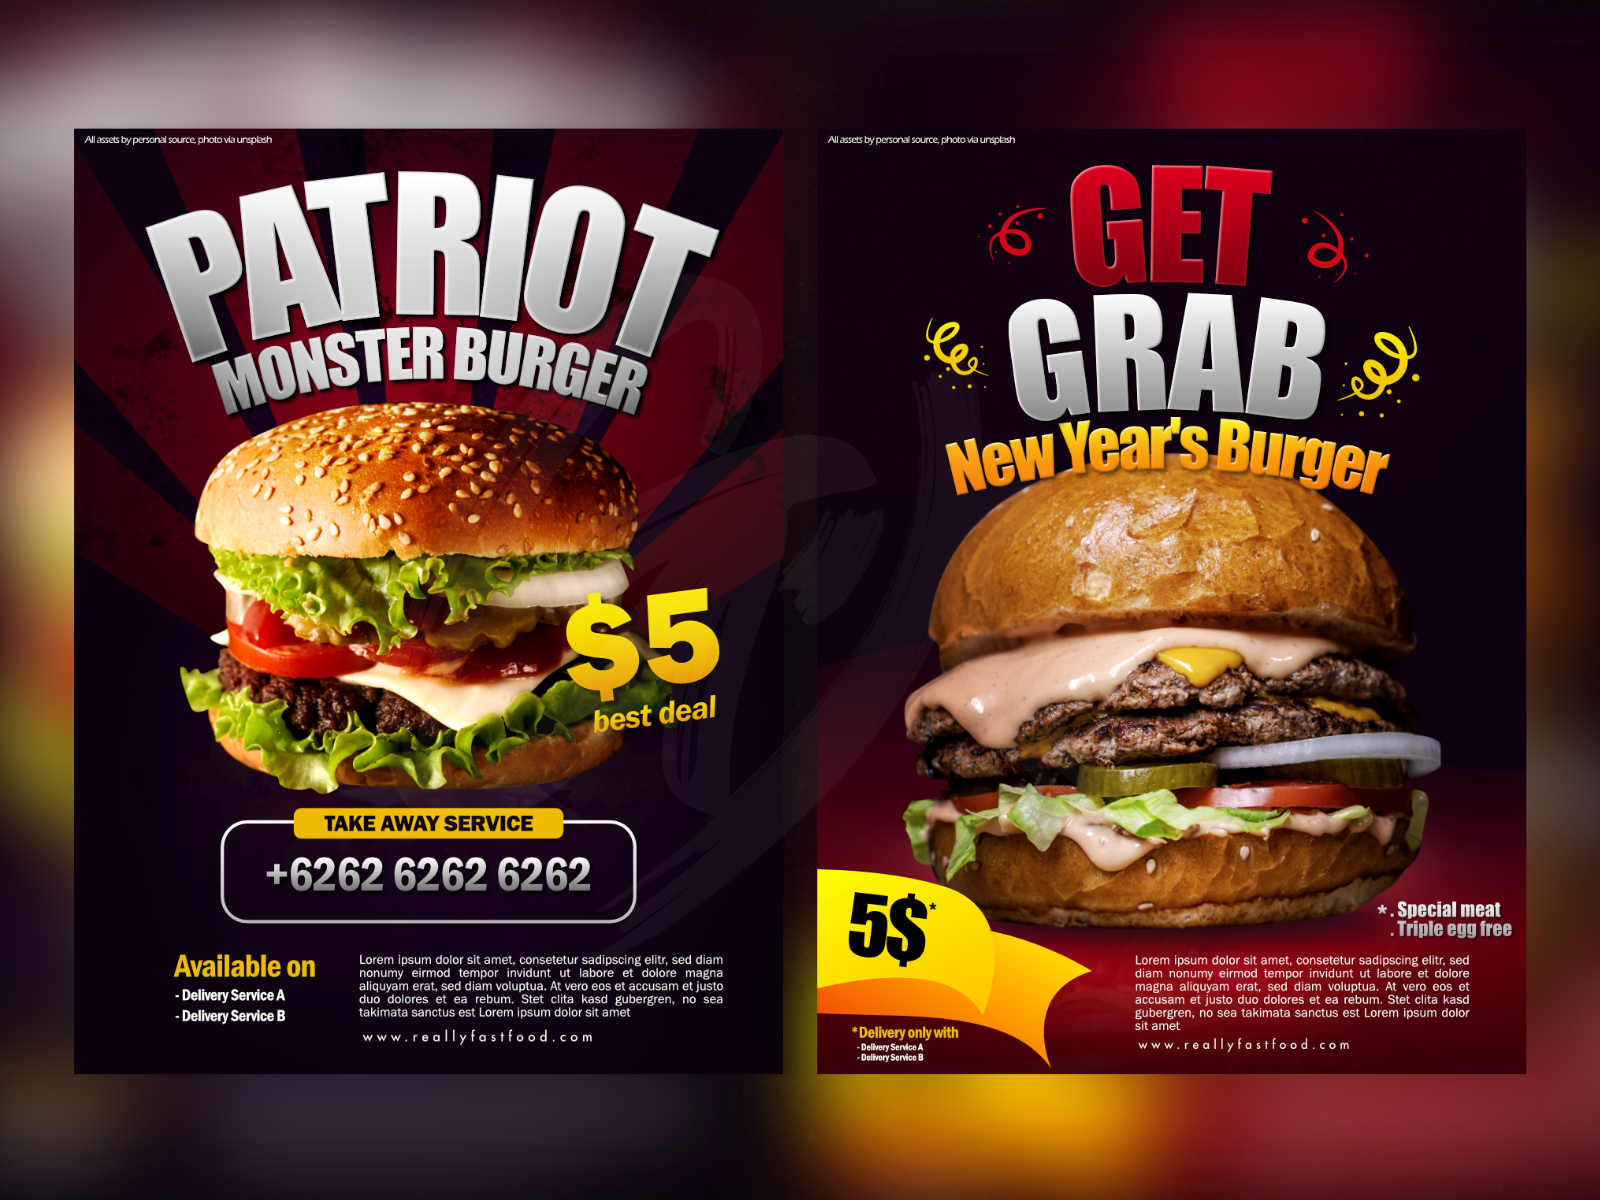 All assets by personal source, photo via unsplash
PATRIOT
MONSTER BURGER
$5
best deal
TAKE AWAY SERVICE
+6262 6262 6262
Available on
- Delivery Service A
- Delivery Service B
Lorem ipsum dolor sit amet, consetetur sadipscing elitr, sed diam
nonumy eirmod tempor invidunt ut labore et dolore magna
aliquyam erat, sed diam voluptua. At vero eos et accusam et justo
duo dolores et ea rebum. Stet clita kasd gubergren, no sea
takimata sanctus est Lorem ipsum dolor sit amet
www.reallyfastfood.com
All assets by personal source, photo via unsplash
GET
GRAB
New Year's Burger
5$*
*. Special meat
. Triple egg free
*Delivery only with
- Delivery Service A
- Delivery Service B
Lorem ipsum dolor sit amet, consetetur sadipscing elitr, sed
diam nonumy eirmod tempor invidunt ut labore et dolore
magna aliquyam erat, sed diam voluptua. At vero eos et
accusam et justo duo dolores et ea rebum. Stet clita kasd
gubergren, no sea takimata sanctus est Lorem ipsum dolor
sit amet
www.reallyfastfood.com